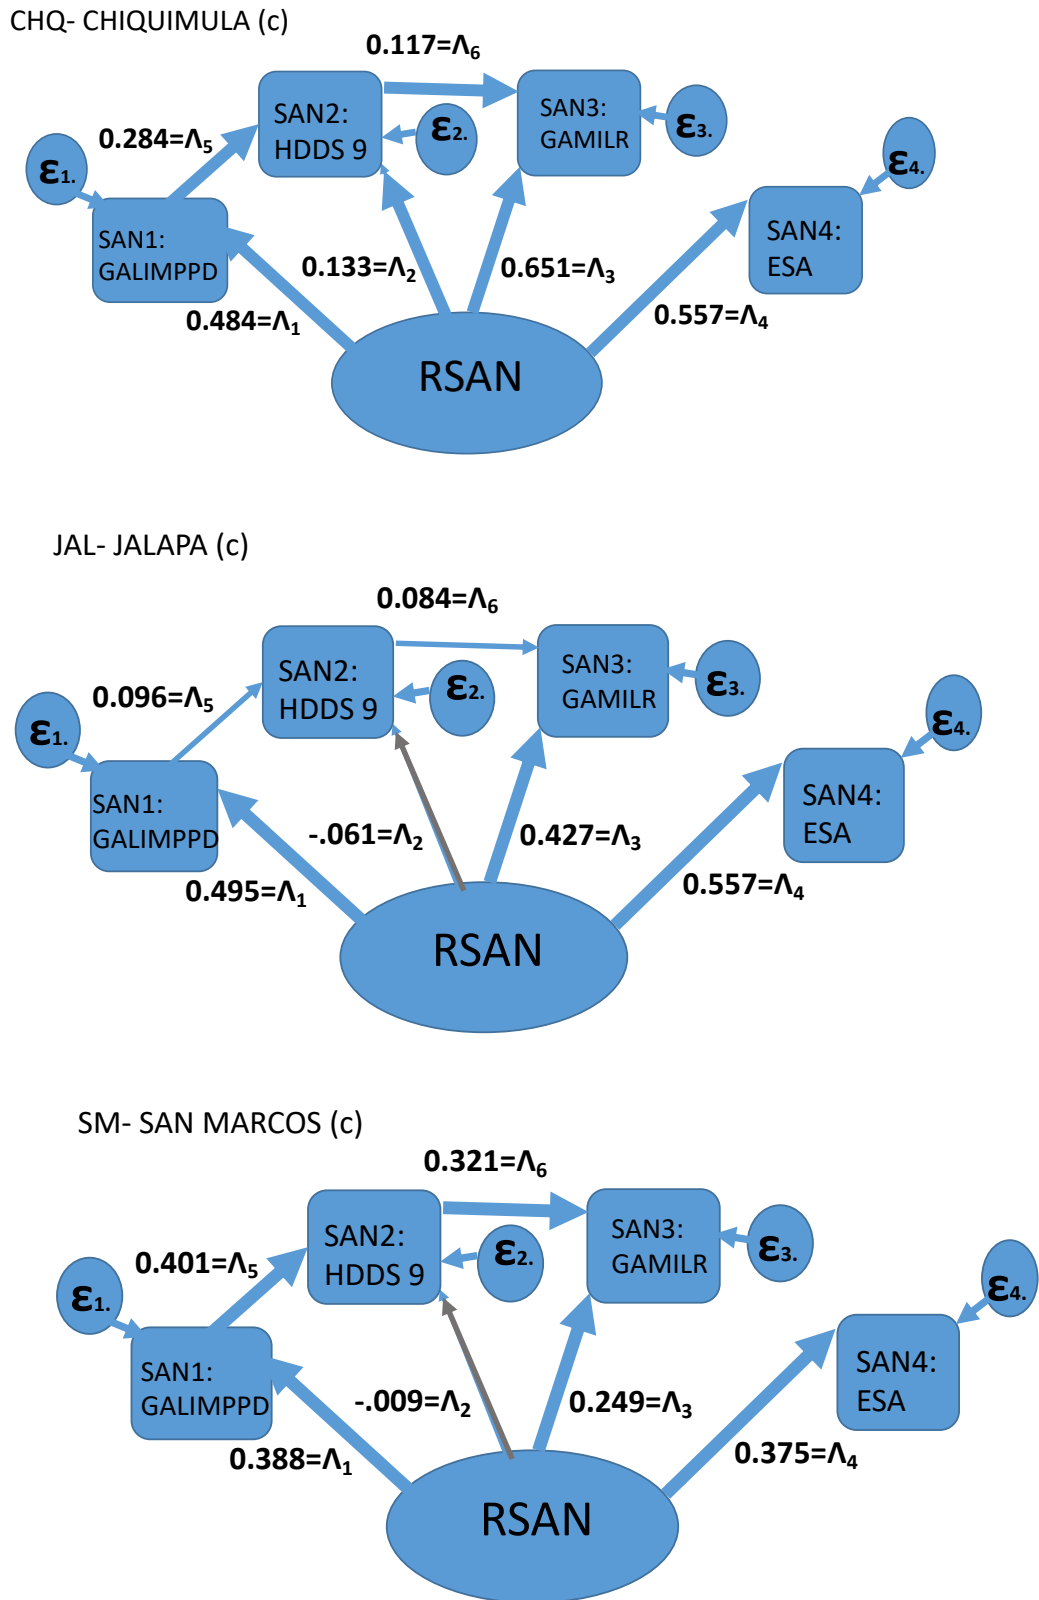 CHQ- CHIQUIMULA (c)
0.117=Λ6
SAN2:
HDDS 9
ε2.
SAN3:
GAMILR
ε3.
0.284=Λ5
ε1.
ε4.
SAN1:
GALIMPPD
SAN4:
ESA
0.133=Λ2
0.651=Λ3
0.484=Λ1
0.557=Λ4
RSAN
JAL- JALAPA (c)
0.084=Λ6
SAN2:
HDDS 9
ε2.
SAN3:
GAMILR
ε3.
0.096=Λ5
ε1.
ε4.
SAN1:
GALIMPPD
SAN4:
ESA
-.061=Λ2
0.427=Λ3
0.495=Λ1
0.557=Λ4
RSAN
SM- SAN MARCOS (c)
0.321=Λ6
SAN2:
HDDS 9
ε2.
SAN3:
GAMILR
ε3.
0.401=Λ5
ε1.
ε4.
SAN1:
GALIMPPD
SAN4:
ESA
-.009=Λ2
0.249=Λ3
0.388=Λ1
0.375=Λ4
RSAN